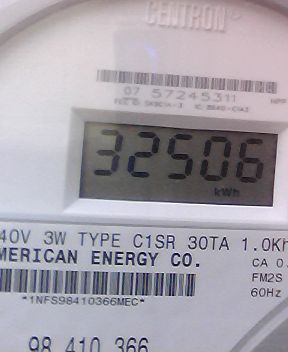 CENTRON®
07 57245311
32506
kWh
40V 3W TYPE C1SR 30TA 1.0Kh
MERICAN ENERGY CO.
CA 0.
*1NFS98410366MEC*
FM2S
60Hz
98 410 366